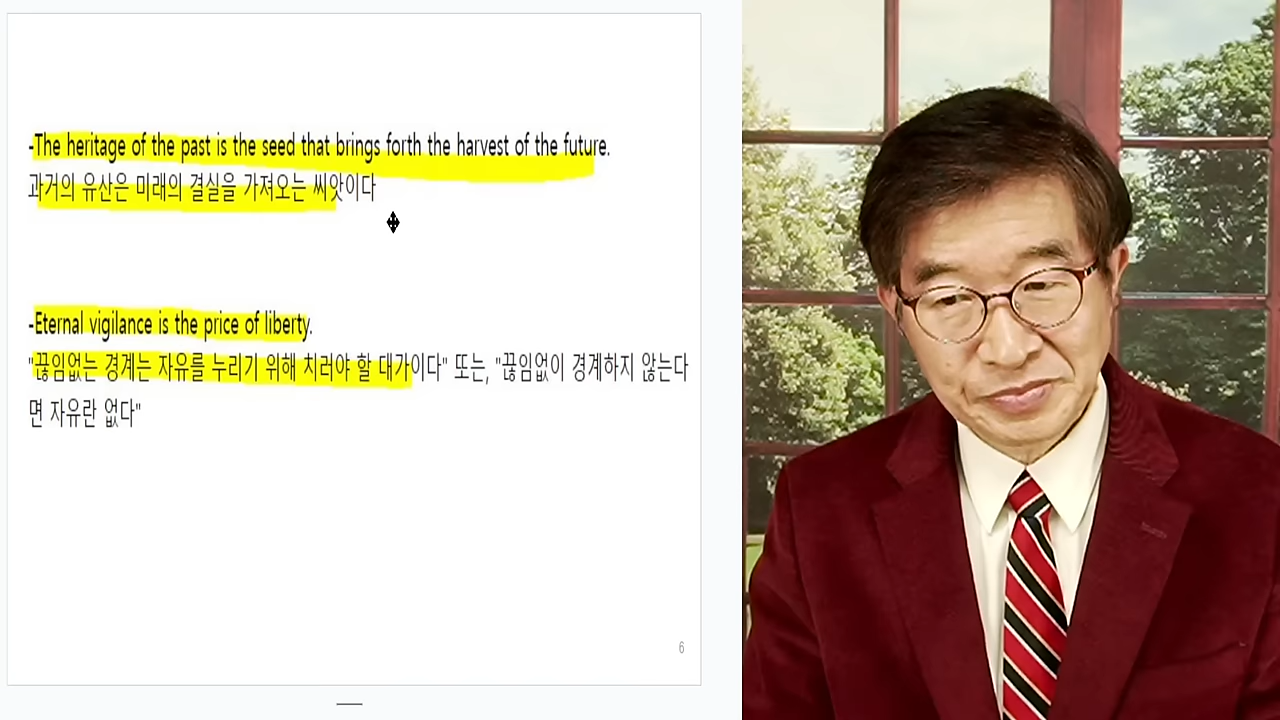 -The heritage of the past is the seed that brings forth the harvest of the future.
과거의 유산은 미래의 결실을 가져오는 씨앗이다
-Eternal vigilance is the price of liberty.
"끊임없는 경계는 자유를 누리기 위해 치러야 할 대가이다" 또는, "끊임없이 경계하지 않는다
면 자유란 없다"
6